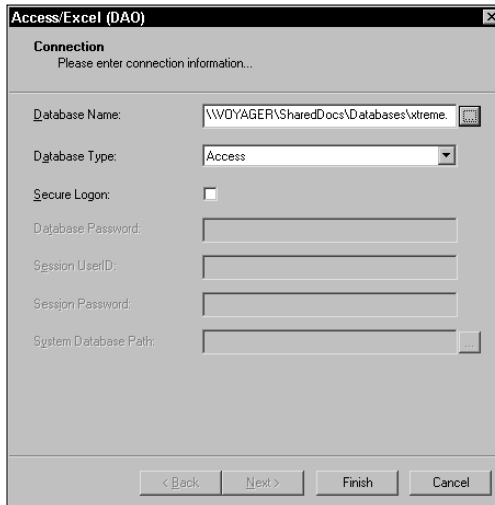 Access/Excel (DAO)
Connection
Please enter connection information...
Database Name: \\VOYAGER\SharedDocs\Databases\xtreme.
Database Type: Access
Secure Logon:
Database Password:
Session UserID:
Session Password:
System Database Path: ...
< Back Next > Finish Cancel